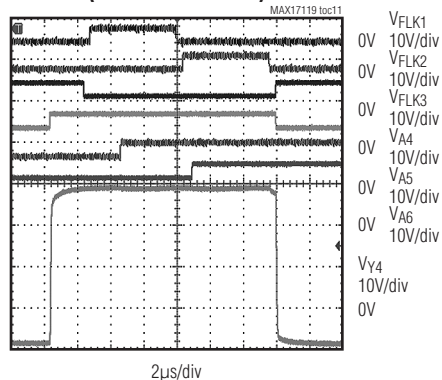 MAX17119 toc11
VFLK1
0V 10V/div
VFLK2
0V 10V/div
VFLK3
0V 10V/div
VA4
0V 10V/div
VA5
0V 10V/div
VA6
0V 10V/div
VY4
10V/div
0V
2µs/div